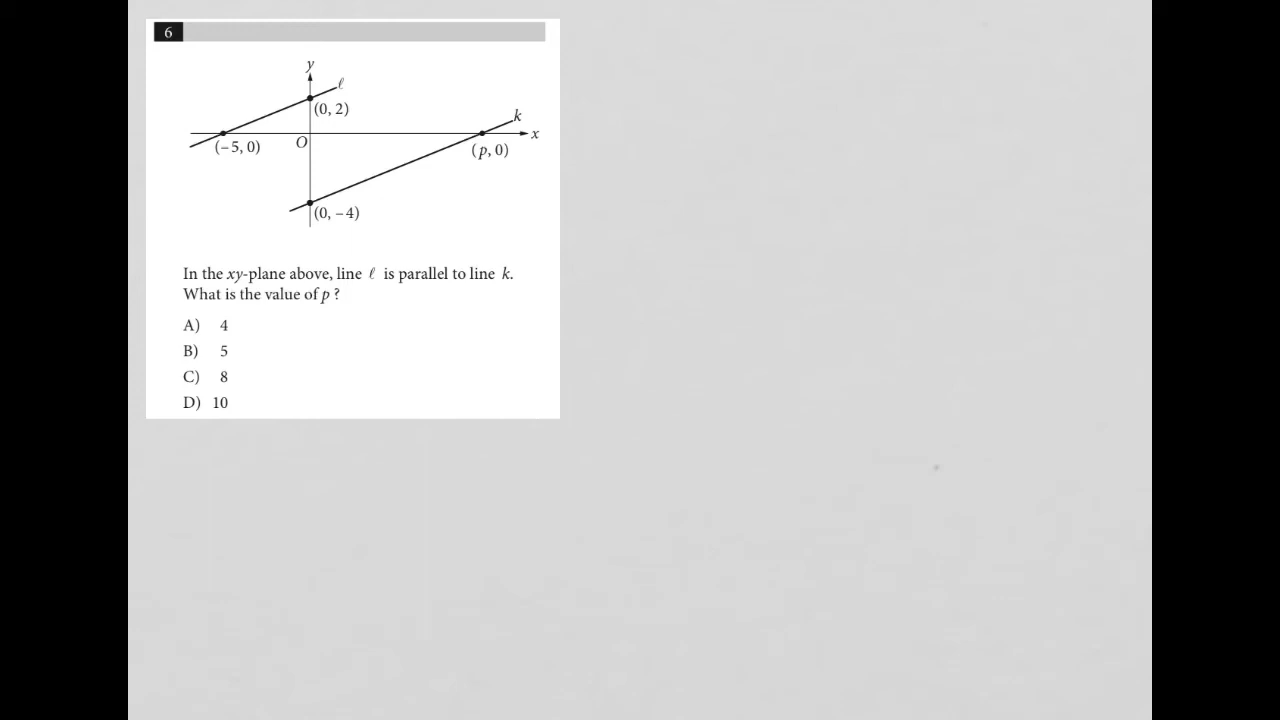 6
y
ℓ
(0, 2)
k
x
(−5, 0)
O
(p, 0)
(0, −4)
In the xy-plane above, line ℓ is parallel to line k.
What is the value of p ?
A) 4
B) 5
C) 8
D) 10